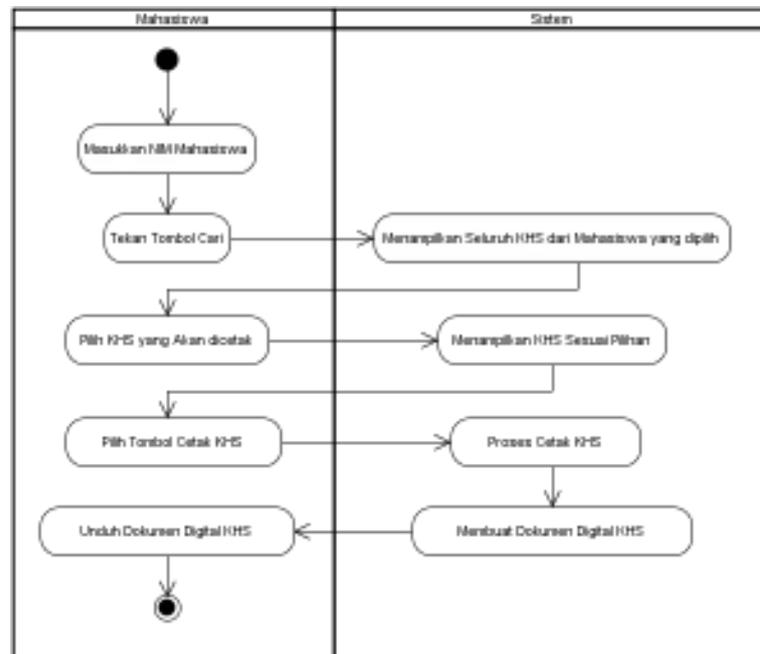 Mahasiswa
Sistem
Masukkan NIM Mahasiswa
Tekan Tombol Cari
Menampilkan Seluruh KHS dari Mahasiswa yang dipilih
Pilih KHS yang Akan dicetak
Menampilkan KHS Sesuai Pilihan
Pilih Tombol Cetak KHS
Proses Cetak KHS
Unduh Dokumen Digital KHS
Membuat Dokumen Digital KHS